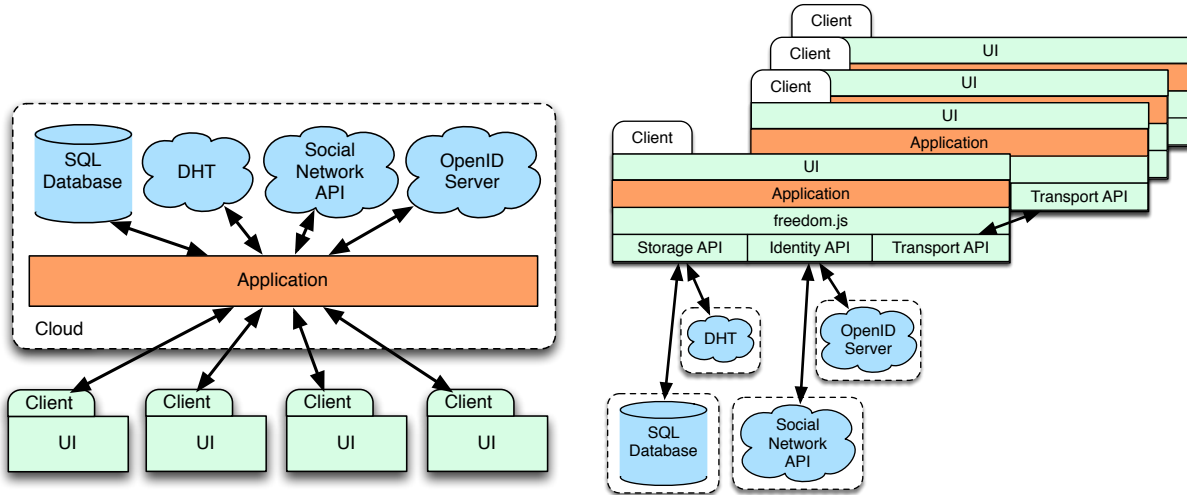 SQL
Database
DHT
Social
Network
API
OpenID
Server
Application
Cloud
Client
UI
Client
UI
Client
UI
Client
UI
Client
UI
Client
UI
Client
UI
Application
Transport API
Client
UI
Application
freedom.js
Storage API
Identity API
Transport API
DHT
OpenID
Server
SQL
Database
Social
Network
API